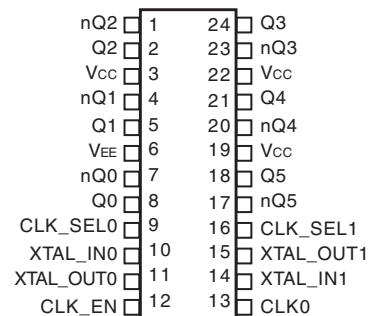 nQ2 1 24 Q3
Q2 2 23 nQ3
VCC 3 22 VCC
nQ1 4 21 Q4
Q1 5 20 nQ4
VEE 6 19 VCC
nQ0 7 18 Q5
Q0 8 17 nQ5
CLK_SEL0 9 16 CLK_SEL1
XTAL_IN0 10 15 XTAL_OUT1
XTAL_OUT0 11 14 XTAL_IN1
CLK_EN 12 13 CLK0